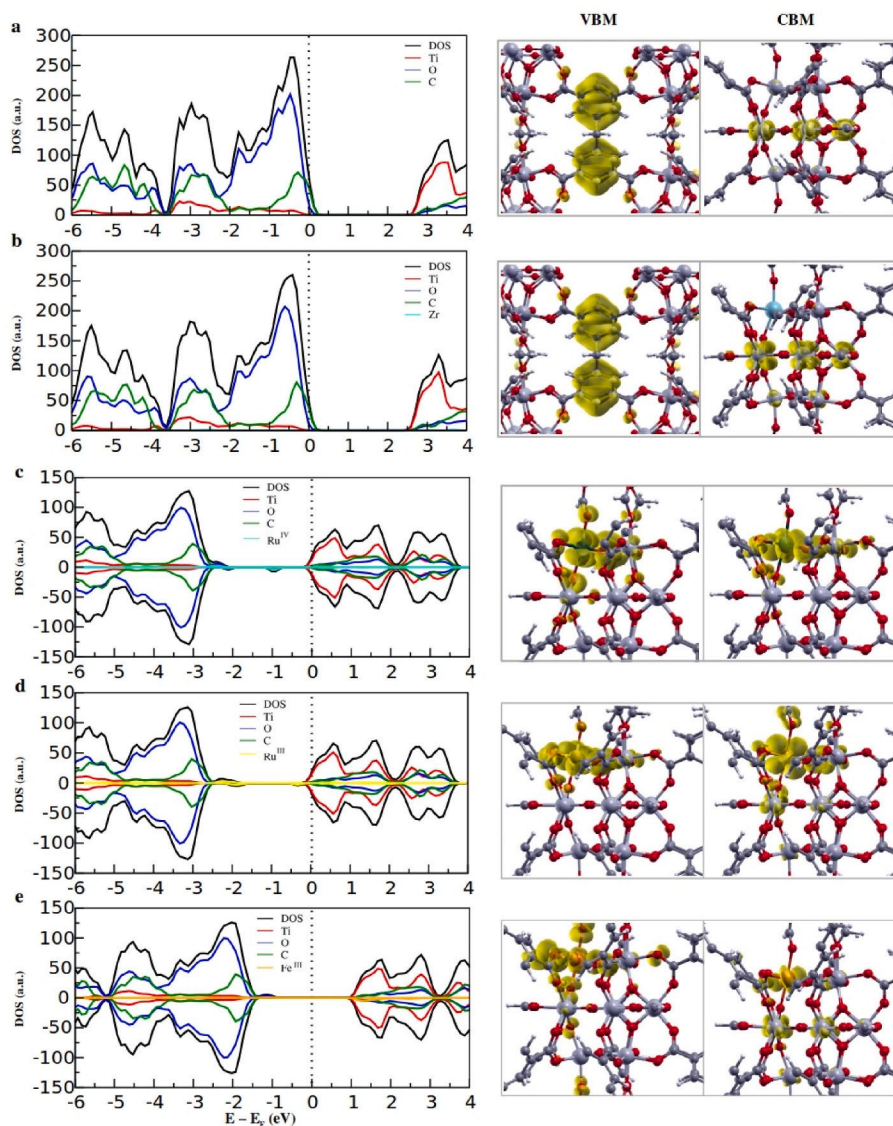 VBM CBM
a
300
250
200
150
100
50
0
DOS (a.u.)
DOS
Ti
O
C
-6 -5 -4 -3 -2 -1 0 1 2 3 4
b
300
250
200
150
100
50
0
DOS (a.u.)
DOS
Ti
O
C
Zr
-6 -5 -4 -3 -2 -1 0 1 2 3 4
c
150
100
50
0
-50
-100
-150
DOS (a.u.)
DOS
Ti
O
C
Ru^IV
-6 -5 -4 -3 -2 -1 0 1 2 3 4
d
150
100
50
0
-50
-100
-150
DOS (a.u.)
DOS
Ti
O
C
Ru^III
-6 -5 -4 -3 -2 -1 0 1 2 3 4
e
150
100
50
0
-50
-100
-150
DOS (a.u.)
DOS
Ti
O
C
Fe^III
-6 -5 -4 -3 -2 -1 0 1 2 3 4
E – E_F (eV)